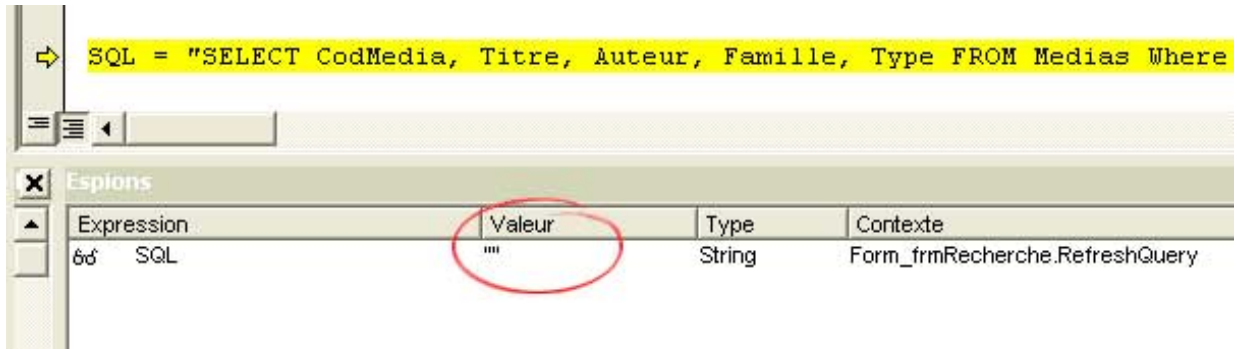 SQL = "SELECT CodMedia, Titre, Auteur, Famille, Type FROM Medias Where
Espions
Expression Valeur Type Contexte
SQL "" String Form_frmRecherche.RefreshQuery